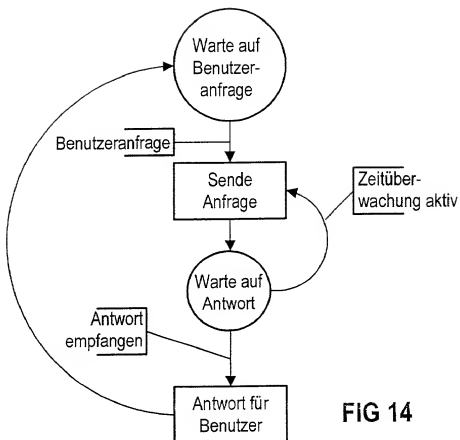 Warte auf
Benutzer-
anfrage
Benutzeranfrage
Sende
Anfrage
Zeitüber-
wachung aktiv
Warte auf
Antwort
Antwort
empfangen
Antwort für
Benutzer
FIG 14